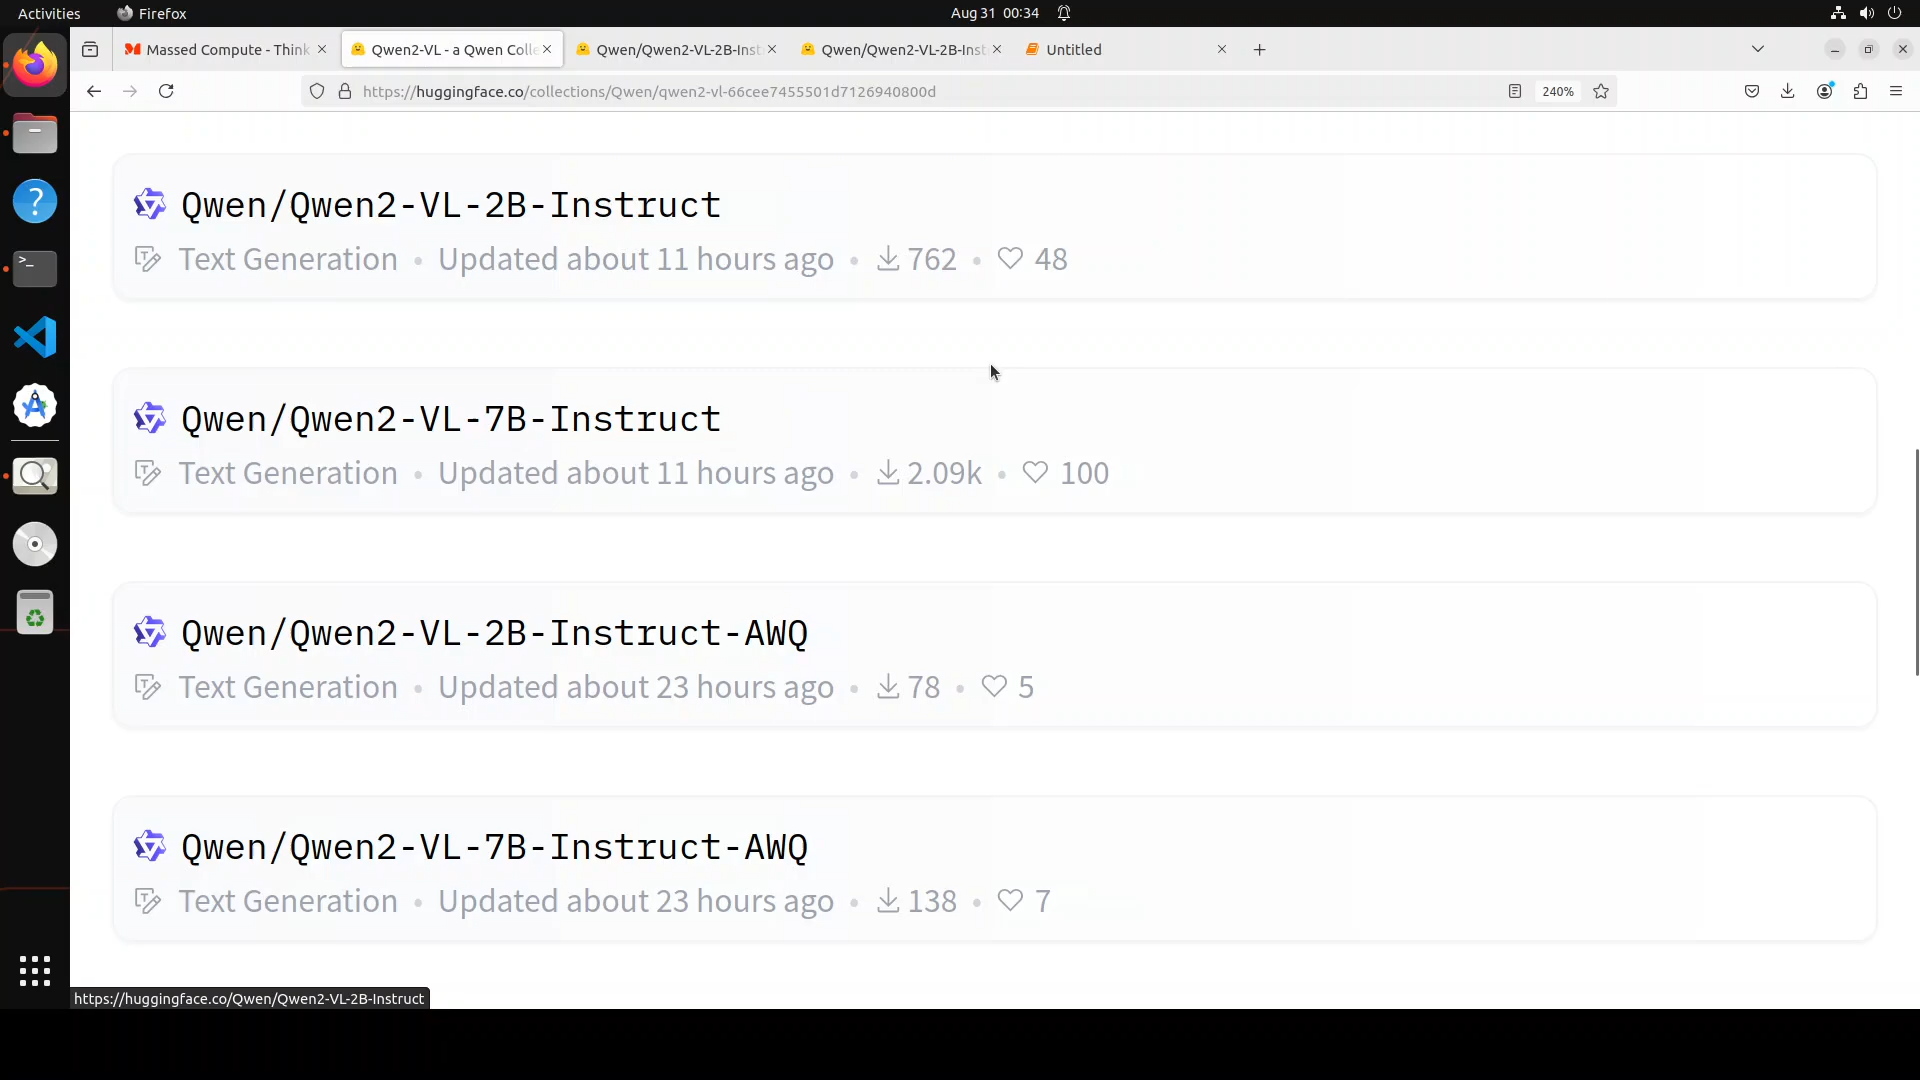 Activities
Firefox
Aug 31 00:34
Massed Compute - Think
Qwen2-VL - a Qwen Colle
Qwen/Qwen2-VL-2B-Inst
Qwen/Qwen2-VL-2B-Inst
Untitled
https://huggingface.co/collections/Qwen/qwen2-vl-66cee7455501d7126940800d
240%
Qwen/Qwen2-VL-2B-Instruct
Text Generation • Updated about 11 hours ago • 762 • 48
Qwen/Qwen2-VL-7B-Instruct
Text Generation • Updated about 11 hours ago • 2.09k • 100
Qwen/Qwen2-VL-2B-Instruct-AWQ
Text Generation • Updated about 23 hours ago • 78 • 5
Qwen/Qwen2-VL-7B-Instruct-AWQ
Text Generation • Updated about 23 hours ago • 138 • 7
https://huggingface.co/Qwen/Qwen2-VL-2B-Instruct